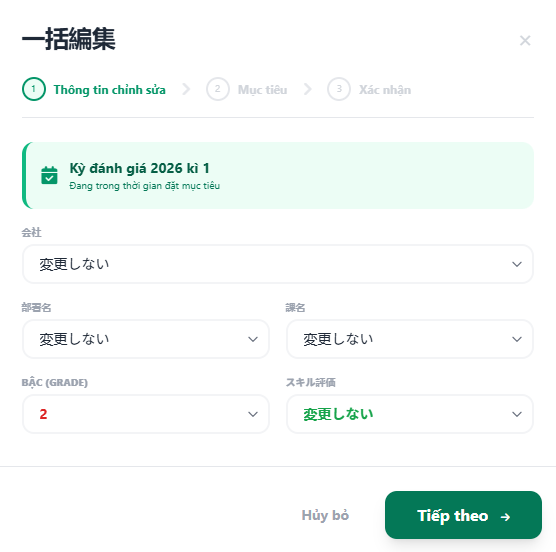 一括編集
×
1 Thông tin chỉnh sửa 2 Mục tiêu 3 Xác nhận
Kỳ đánh giá 2026 kì 1
Đang trong thời gian đặt mục tiêu
会社
変更しない
部署名 課名
変更しない 変更しない
BẬC (GRADE) スキル評価
2 変更しない
Hủy bỏ Tiếp theo →